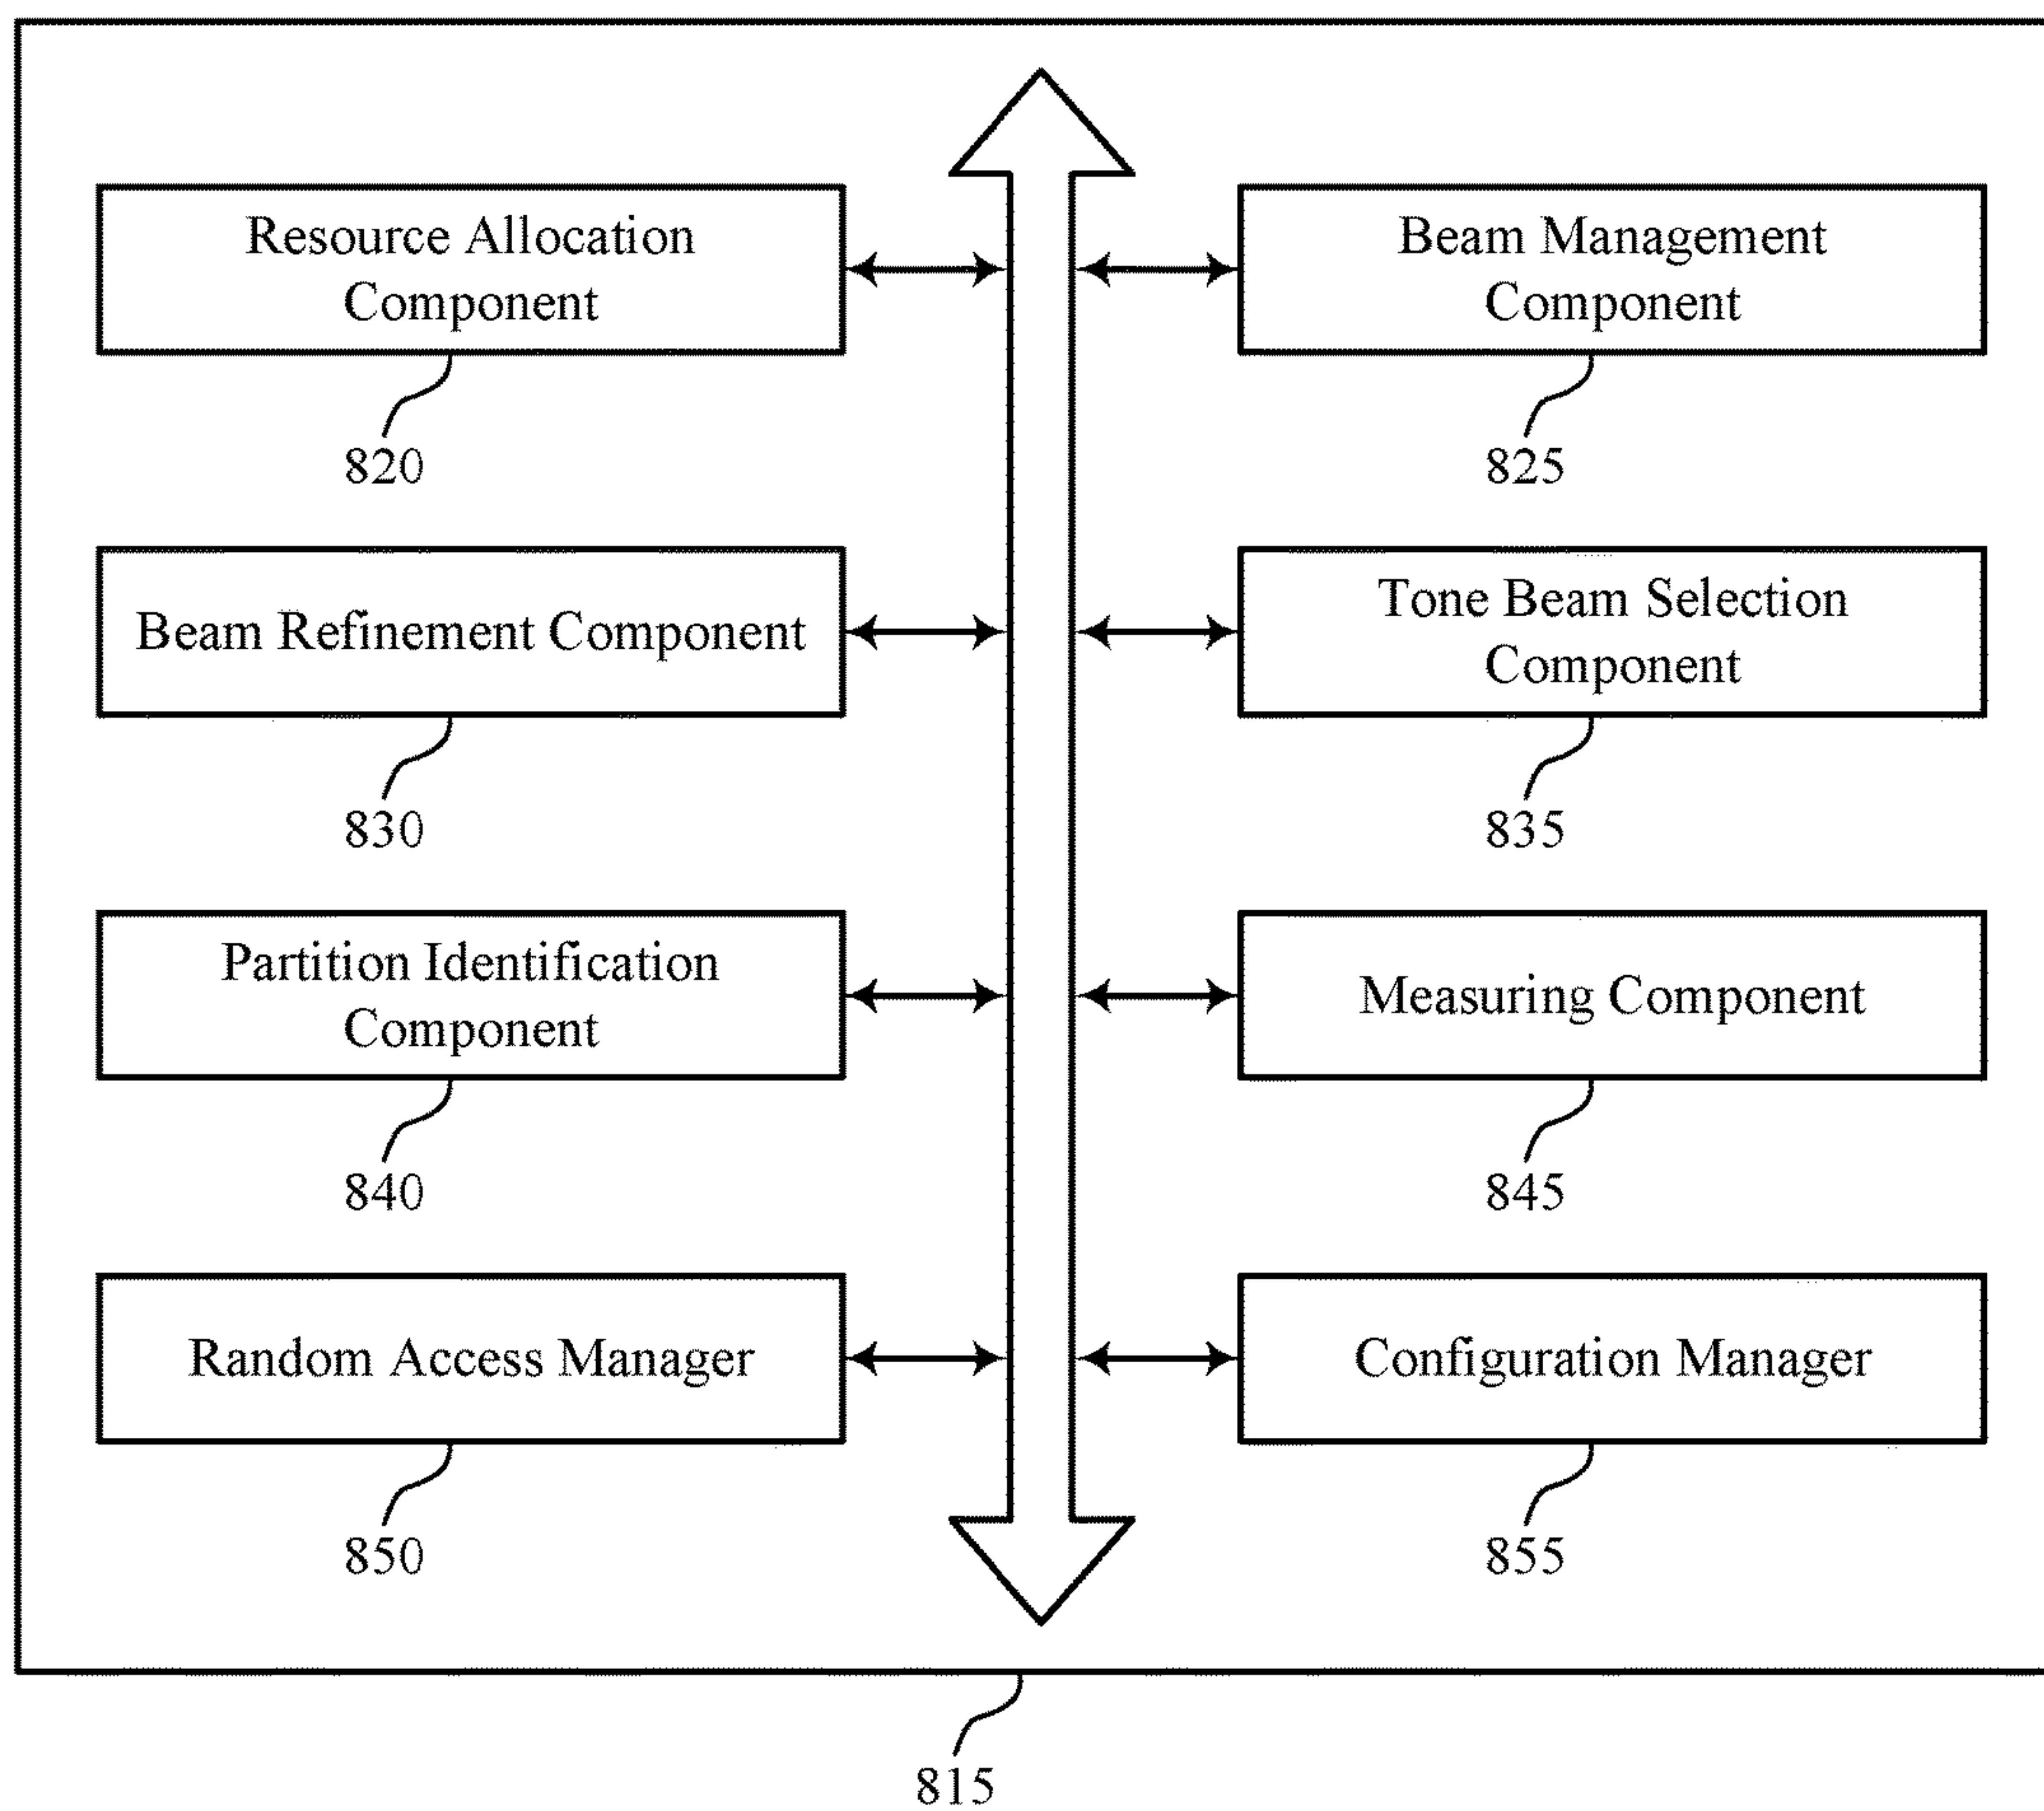 Resource Allocation
Component
820
Beam Management
Component
825
Beam Refinement Component
830
Tone Beam Selection
Component
835
Partition Identification
Component
840
Measuring Component
845
Random Access Manager
850
Configuration Manager
855
815